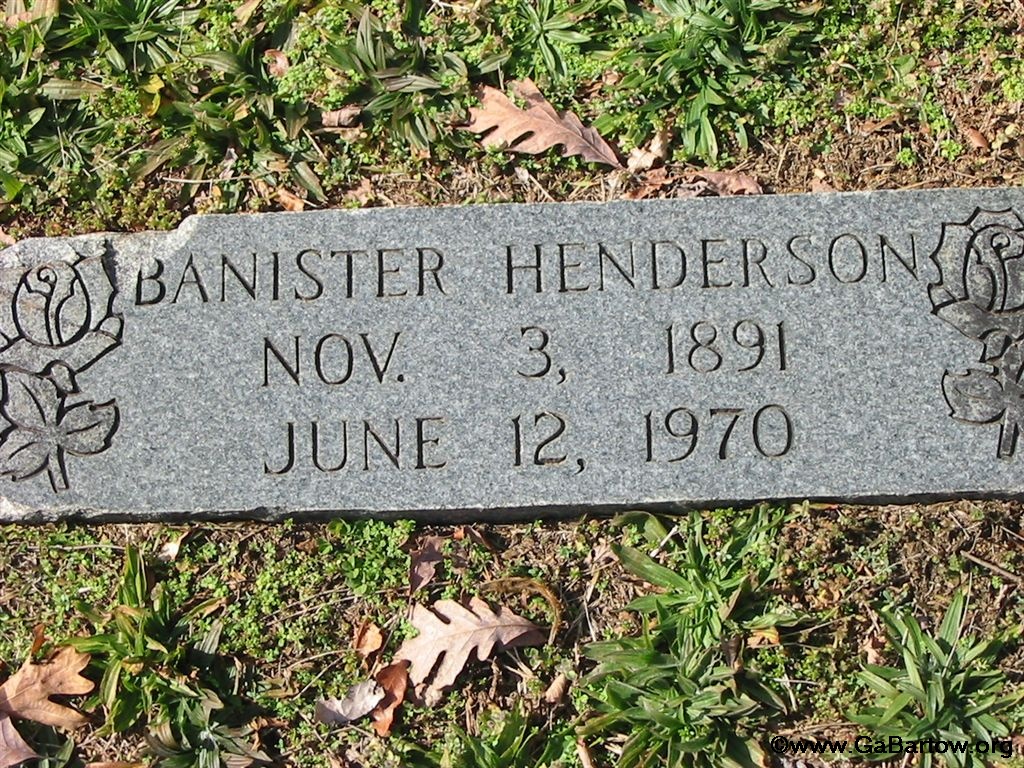 BANISTER HENDERSON
NOV. 3, 1891
JUNE 12, 1970
©www.GaBartow.org